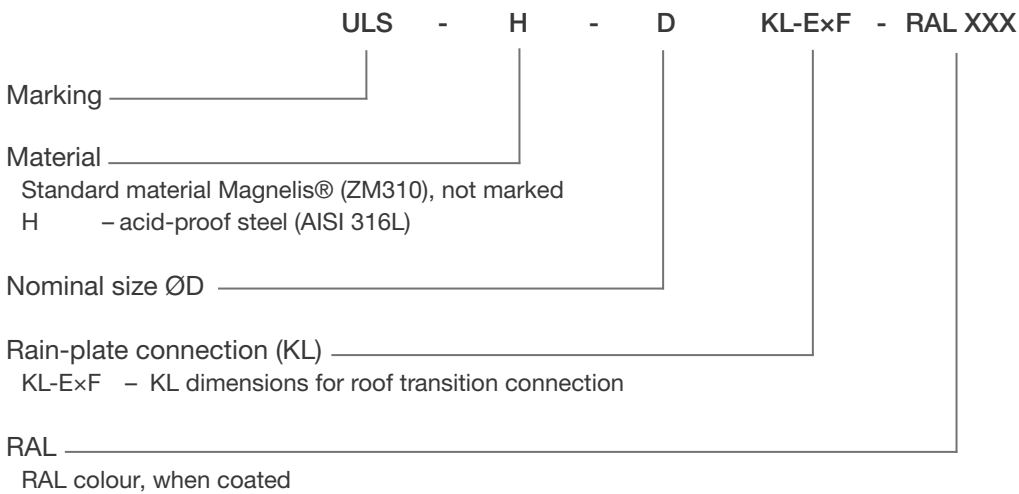 ULS - H - D KL-E×F - RAL XXX
Marking
Material
Standard material Magnelis® (ZM310), not marked
H – acid-proof steel (AISI 316L)
Nominal size ØD
Rain-plate connection (KL)
KL-E×F – KL dimensions for roof transition connection
RAL
RAL colour, when coated